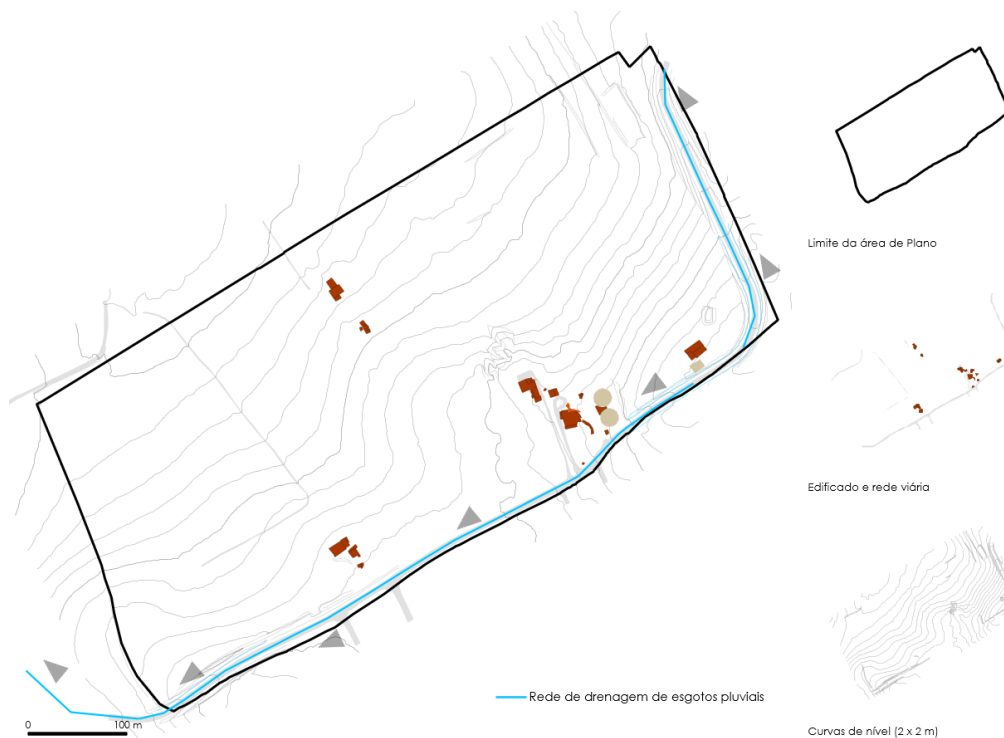 Limite da área de Plano
Edificado e rede viária
Rede de drenagem de esgotos pluviais
0 100 m
Curvas de nível (2 x 2 m)